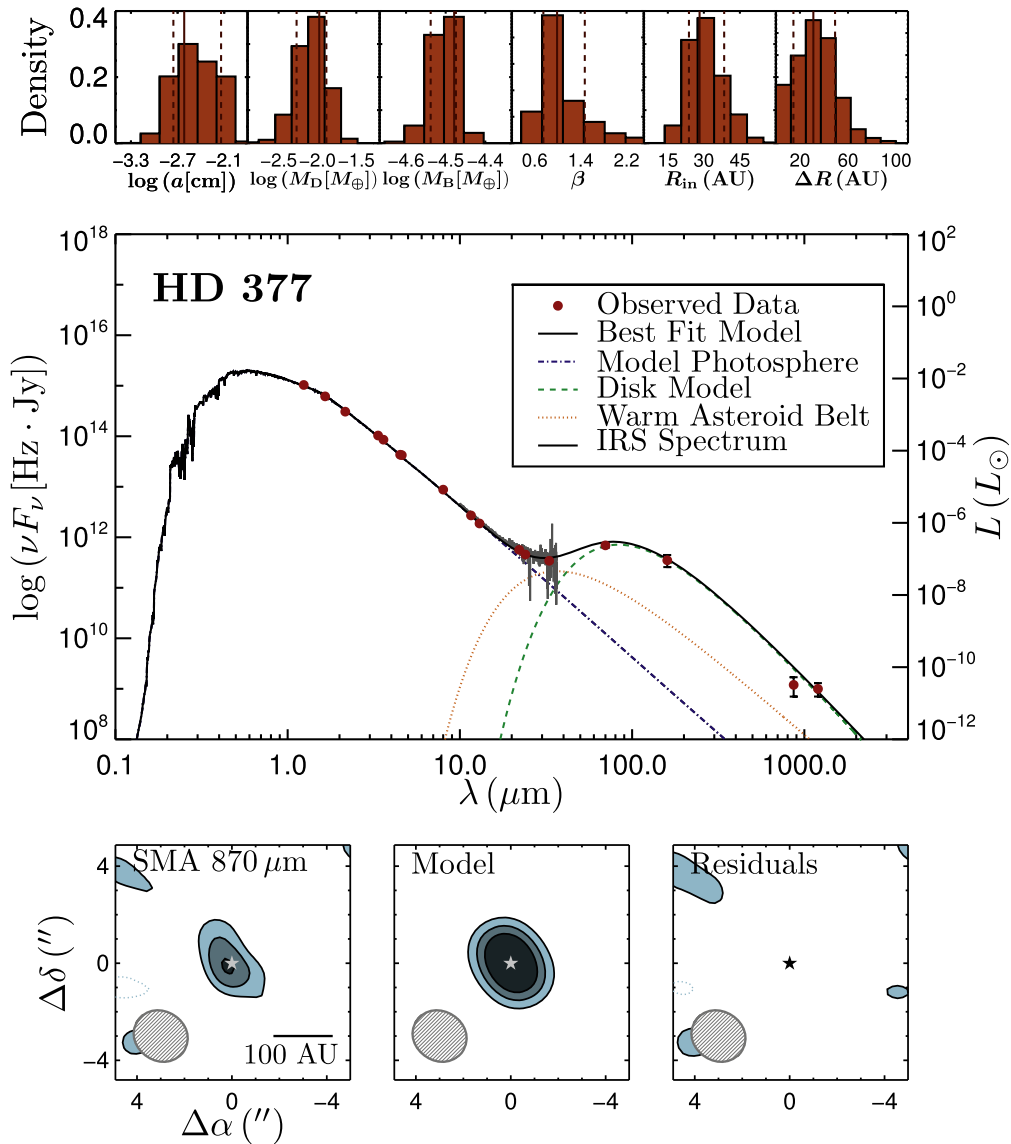 0.4
0.2
0.0
Density
−3.3 −2.7 −2.1 −2.5 −2.0 −1.5 −4.6 −4.5 −4.4 0.6 1.4 2.2 15 30 45 20 60 100
log (a[cm]) log (M_D[M_⊕]) log (M_B[M_⊕]) β R_in (AU) ΔR (AU)
HD 377
Observed Data
Best Fit Model
Model Photosphere
Disk Model
Warm Asteroid Belt
IRS Spectrum
10^18
10^16
10^14
10^12
10^10
10^8
log (νF_ν[Hz · Jy])
10^2
10^0
10^−2
10^−4
10^−6
10^−8
10^−10
10^−12
L (L_⊙)
0.1 1.0 10.0 100.0 1000.0
λ (μm)
SMA 870 μm
Model
Residuals
4
0
−4
Δδ (″)
100 AU
4 0 −4 4 0 −4 4 0 −4
Δα (″)